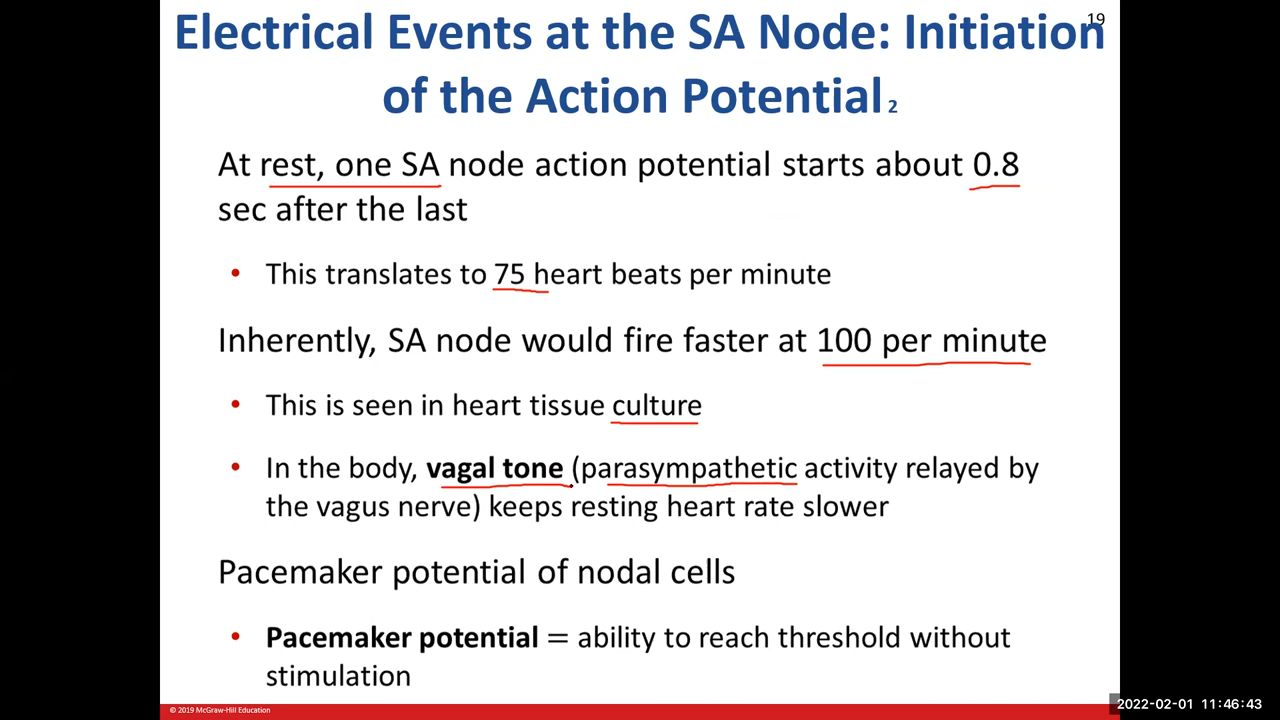 19
Electrical Events at the SA Node: Initiation
of the Action Potential 2
At rest, one SA node action potential starts about 0.8
sec after the last
• This translates to 75 heart beats per minute
Inherently, SA node would fire faster at 100 per minute
• This is seen in heart tissue culture
• In the body, vagal tone (parasympathetic activity relayed by
the vagus nerve) keeps resting heart rate slower
Pacemaker potential of nodal cells
• Pacemaker potential = ability to reach threshold without
stimulation
© 2019 McGraw-Hill Education
2022-02-01 11:46:43